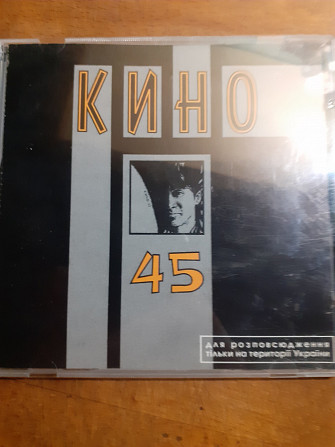 КИНО
45
для розповсюдження
тільки на території України